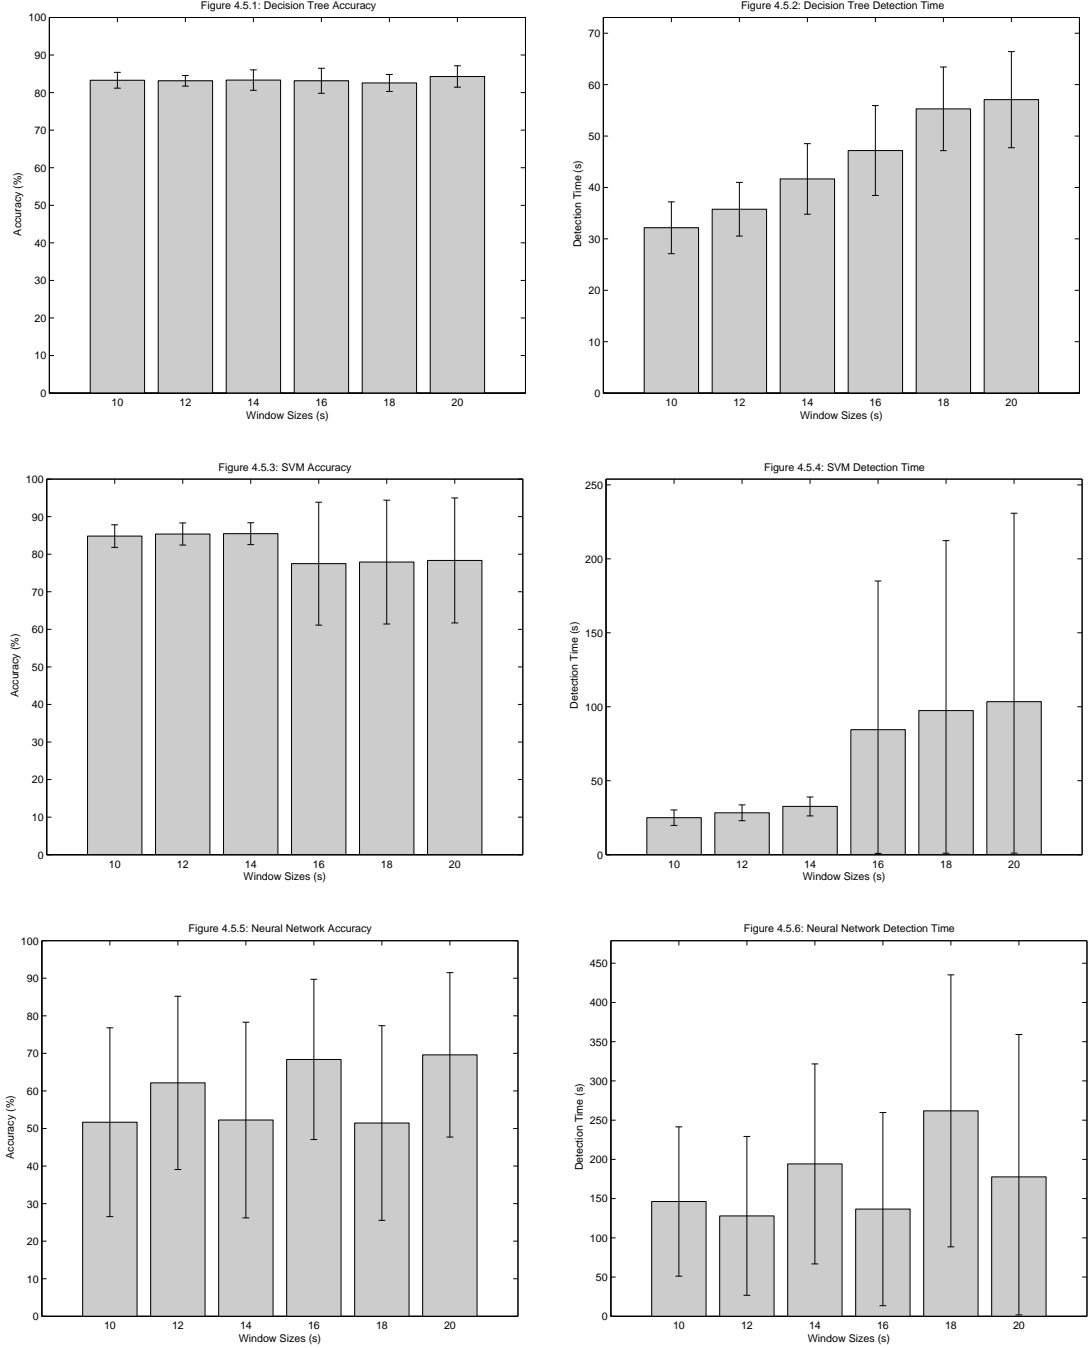 Figure 4.5.1: Decision Tree Accuracy
100
90
80
70
60
50
40
30
20
10
0
Accuracy (%)
10 12 14 16 18 20
Window Sizes (s)
Figure 4.5.2: Decision Tree Detection Time
70
60
50
40
30
20
10
0
Detection Time (s)
10 12 14 16 18 20
Window Sizes (s)
Figure 4.5.3: SVM Accuracy
100
90
80
70
60
50
40
30
20
10
0
Accuracy (%)
10 12 14 16 18 20
Window Sizes (s)
Figure 4.5.4: SVM Detection Time
250
200
150
100
50
0
Detection Time (s)
10 12 14 16 18 20
Window Sizes (s)
Figure 4.5.5: Neural Network Accuracy
100
90
80
70
60
50
40
30
20
10
0
Accuracy (%)
10 12 14 16 18 20
Window Sizes (s)
Figure 4.5.6: Neural Network Detection Time
450
400
350
300
250
200
150
100
50
0
Detection Time (s)
10 12 14 16 18 20
Window Sizes (s)